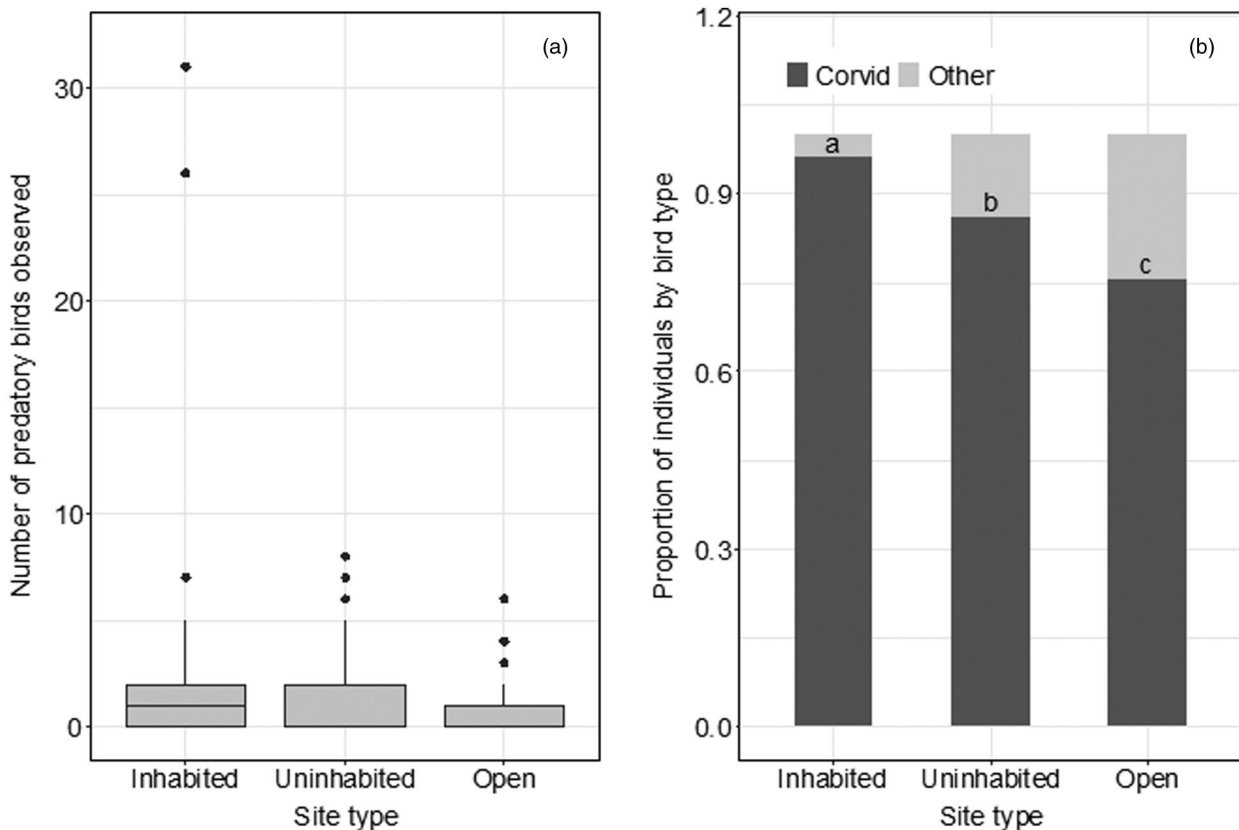 (a)
Number of predatory birds observed
30
20
10
0
Inhabited Uninhabited Open
Site type
(b)
Corvid Other
Proportion of individuals by bird type
1.2
0.9
0.6
0.3
0.0
a
b
c
Inhabited Uninhabited Open
Site type